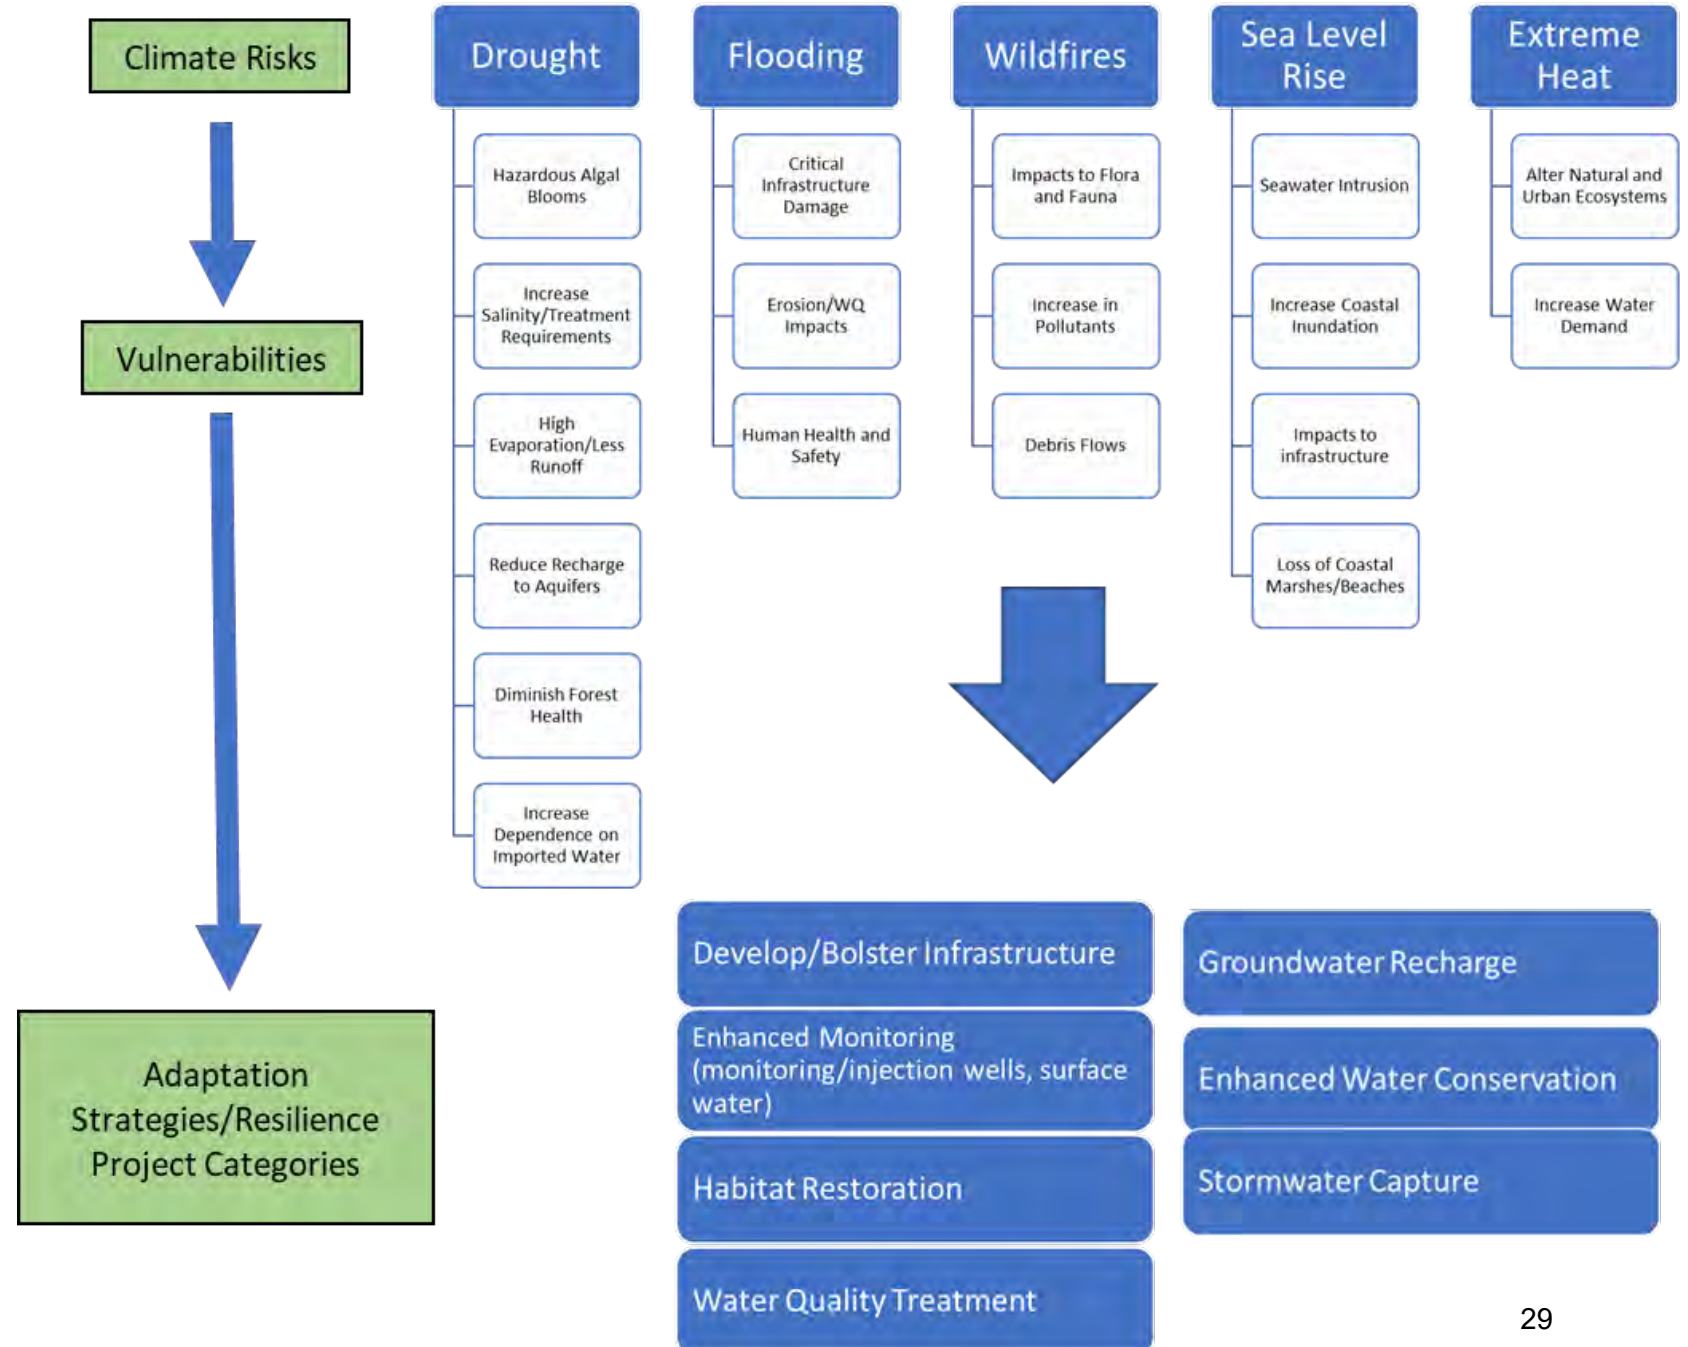 Climate Risks
Vulnerabilities
Adaptation
Strategies/Resilience
Project Categories
Drought
Hazardous Algal
Blooms
Increase
Salinity/Treatment
Requirements
High
Evaporation/Less
Runoff
Reduce Recharge
to Aquifers
Diminish Forest
Health
Increase
Dependence on
Imported Water
Flooding
Critical
Infrastructure
Damage
Erosion/WQ
Impacts
Human Health and
Safety
Wildfires
Impacts to Flora
and Fauna
Increase in
Pollutants
Debris Flows
Sea Level
Rise
Seawater Intrusion
Increase Coastal
Inundation
Impacts to
infrastructure
Loss of Coastal
Marshes/Beaches
Extreme
Heat
Alter Natural and
Urban Ecosystems
Increase Water
Demand
Develop/Bolster Infrastructure
Enhanced Monitoring
(monitoring/injection wells, surface
water)
Habitat Restoration
Water Quality Treatment
Groundwater Recharge
Enhanced Water Conservation
Stormwater Capture
29